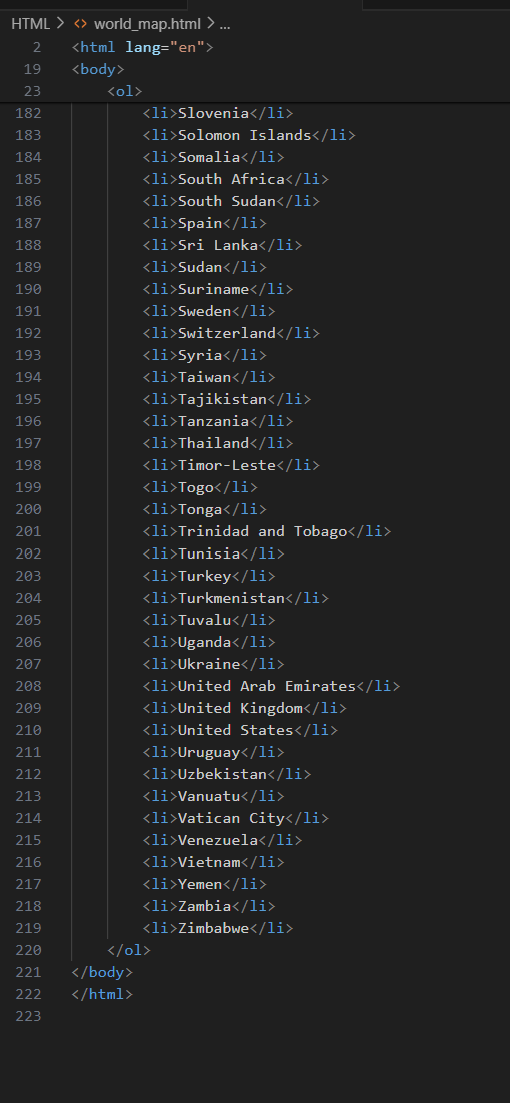 HTML > <> world_map.html > ...
2 <html lang="en">
19 <body>
23 <ol>
182 <li>Slovenia</li>
183 <li>Solomon Islands</li>
184 <li>Somalia</li>
185 <li>South Africa</li>
186 <li>South Sudan</li>
187 <li>Spain</li>
188 <li>Sri Lanka</li>
189 <li>Sudan</li>
190 <li>Suriname</li>
191 <li>Sweden</li>
192 <li>Switzerland</li>
193 <li>Syria</li>
194 <li>Taiwan</li>
195 <li>Tajikistan</li>
196 <li>Tanzania</li>
197 <li>Thailand</li>
198 <li>Timor-Leste</li>
199 <li>Togo</li>
200 <li>Tonga</li>
201 <li>Trinidad and Tobago</li>
202 <li>Tunisia</li>
203 <li>Turkey</li>
204 <li>Turkmenistan</li>
205 <li>Tuvalu</li>
206 <li>Uganda</li>
207 <li>Ukraine</li>
208 <li>United Arab Emirates</li>
209 <li>United Kingdom</li>
210 <li>United States</li>
211 <li>Uruguay</li>
212 <li>Uzbekistan</li>
213 <li>Vanuatu</li>
214 <li>Vatican City</li>
215 <li>Venezuela</li>
216 <li>Vietnam</li>
217 <li>Yemen</li>
218 <li>Zambia</li>
219 <li>Zimbabwe</li>
220 </ol>
221 </body>
222 </html>
223